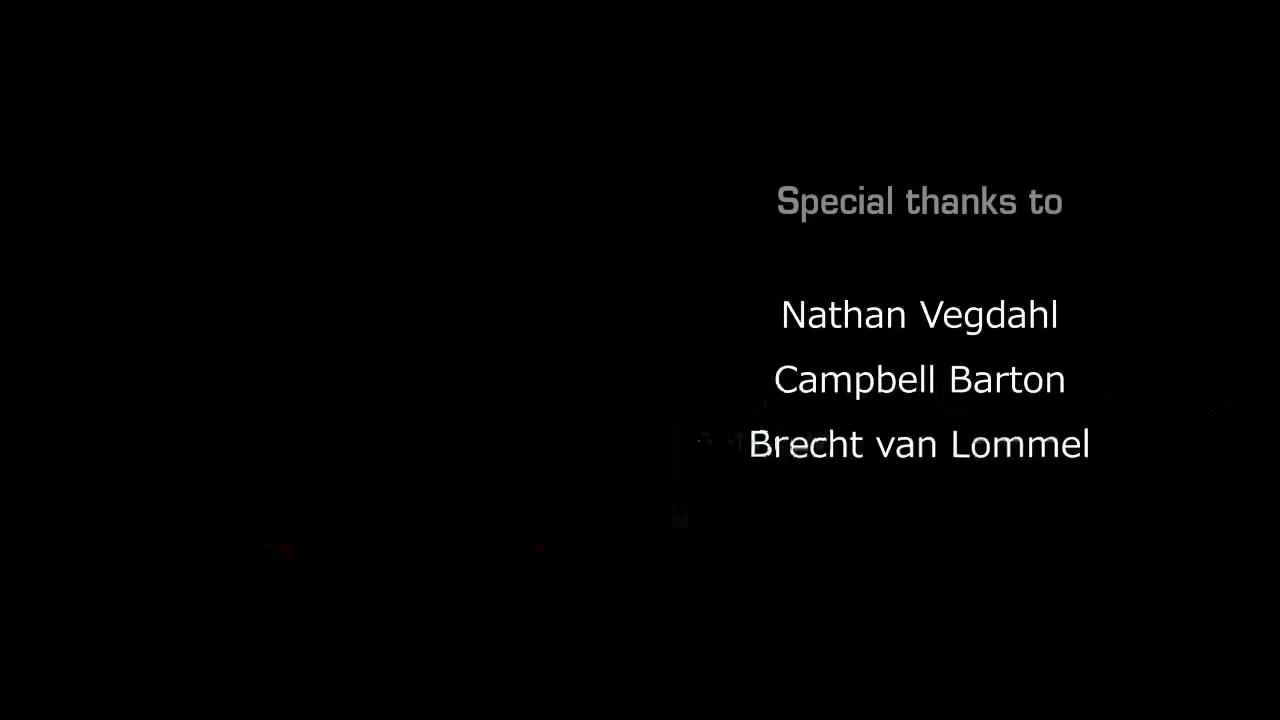 Special thanks to
Nathan Vegdahl
Campbell Barton
Brecht van Lommel